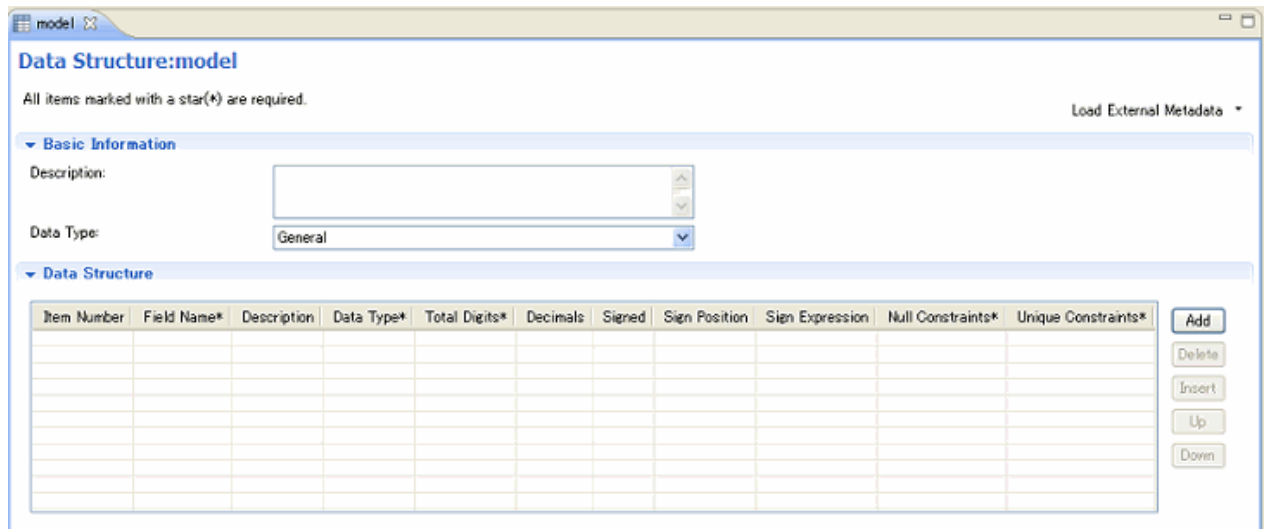 model
Data Structure:model
All items marked with a star(*) are required.
Load External Metadata
Basic Information
Description:
Data Type:
General
Data Structure
Item Number Field Name* Description Data Type* Total Digits* Decimals Signed Sign Position Sign Expression Null Constraints* Unique Constraints*
Add
Delete
Insert
Up
Down